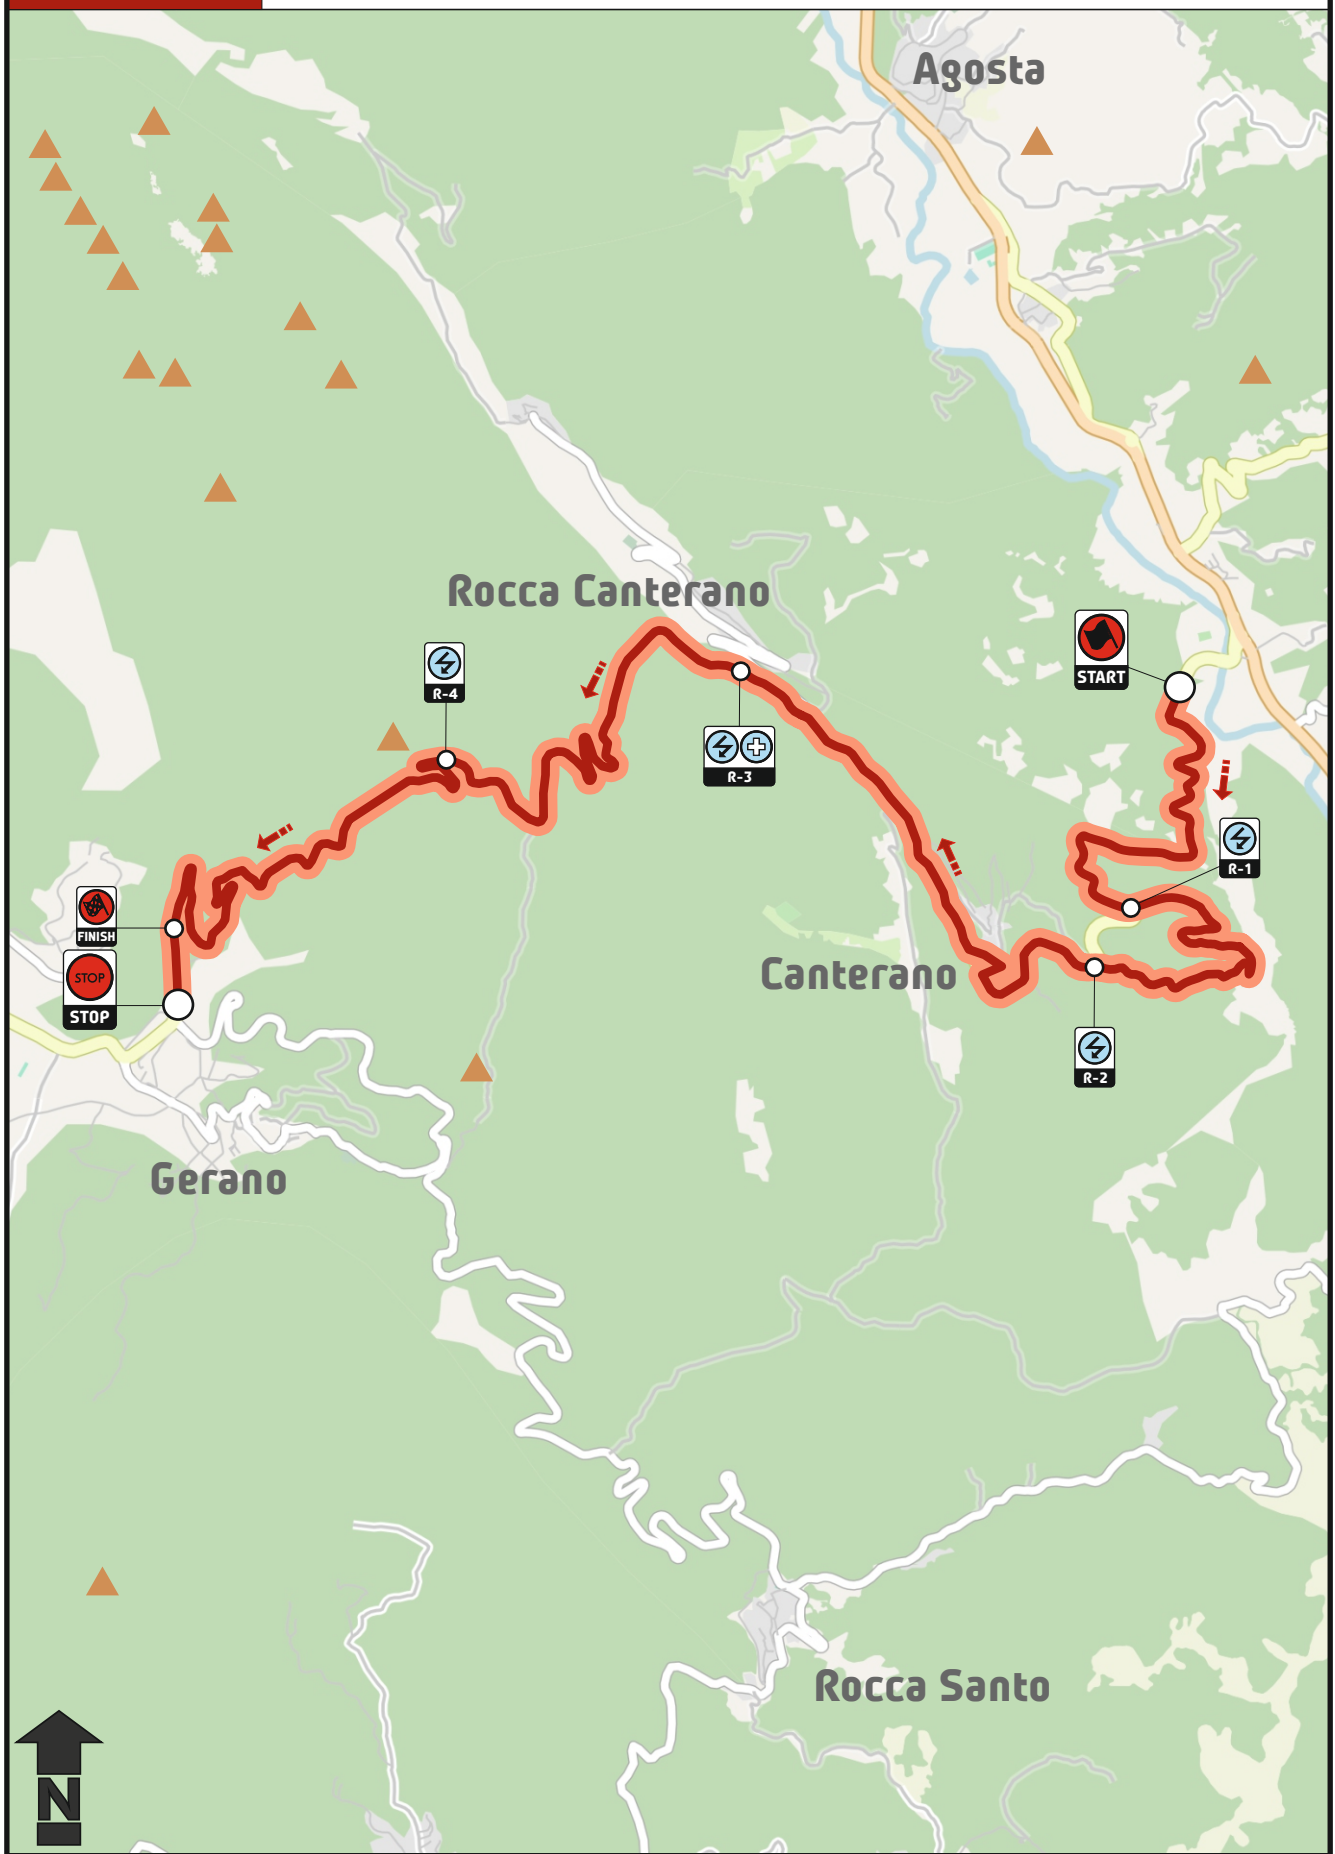 Agosta
Rocca Canterano
START
R-4
R-3
R-1
FINISH
STOP
STOP
Canterano
R-2
Gerano
Rocca Santo
N